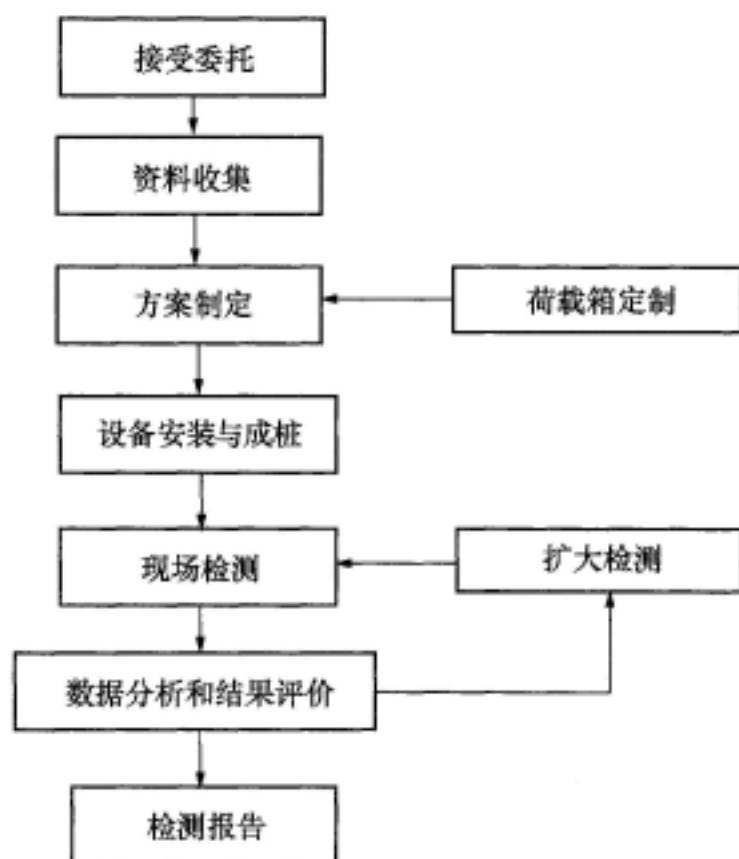 接受委托
资料收集
方案制定
荷载箱定制
设备安装与成桩
现场检测
扩大检测
数据分析和结果评价
检测报告